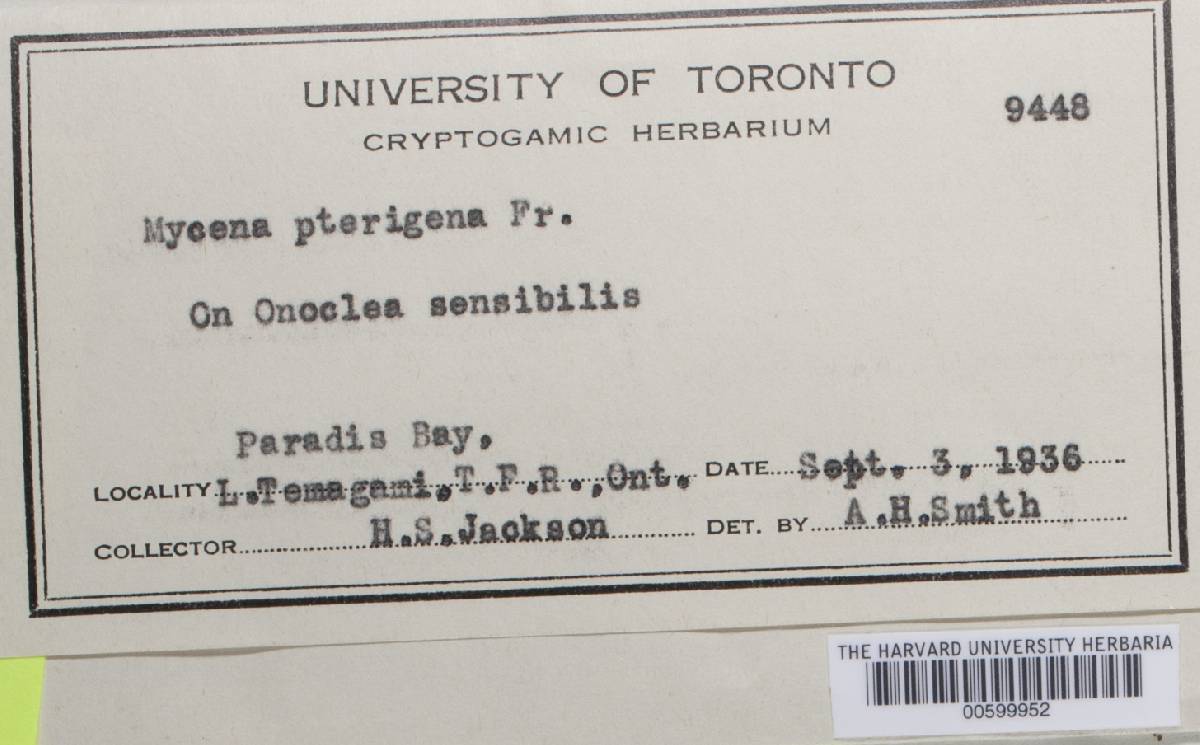 UNIVERSITY OF TORONTO
9448
CRYPTOGAMIC HERBARIUM
Mycena pterigena Fr.
On Onoclea sensibilis
Paradis Bay,
LOCALITY L.Temagami,T.F.R.,Ont. DATE Sept. 3, 1936
COLLECTOR H.S.Jackson DET. BY A.H.Smith
THE HARVARD UNIVERSITY HERBARIA
00599952